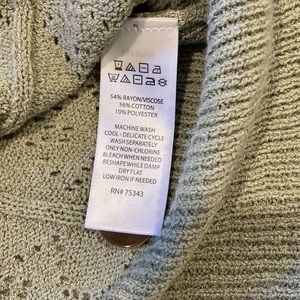 54% RAYON/VISCOSE
36% COTTON
10% POLYESTER
MACHINE WASH
COOL - DELICATE CYCLE
WASH SEPARATELY
ONLY NON-CHLORINE
BLEACH WHEN NEEDED
RESHAPE WHILE DAMP
DRY FLAT
LOW IRON IF NEEDED
RN# 75343